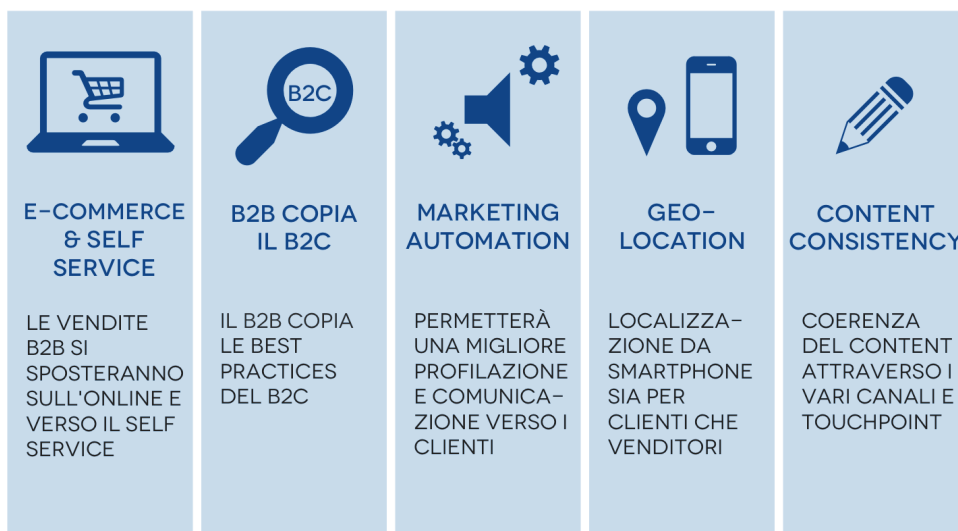 E-COMMERCE
& SELF
SERVICE
LE VENDITE
B2B SI
SPOSTERANNO
SULL'ONLINE E
VERSO IL SELF
SERVICE
B2C
B2B COPIA
IL B2C
IL B2B COPIA
LE BEST
PRACTICES
DEL B2C
MARKETING
AUTOMATION
PERMETTERÀ
UNA MIGLIORE
PROFILAZIONE
E COMUNICA-
ZIONE VERSO I
CLIENTI
GEO-
LOCATION
LOCALIZZA-
ZIONE DA
SMARTPHONE
SIA PER
CLIENTI CHE
VENDITORI
CONTENT
CONSISTENCY
COERENZA
DEL CONTENT
ATTRAVERSO I
VARI CANALI E
TOUCHPOINT